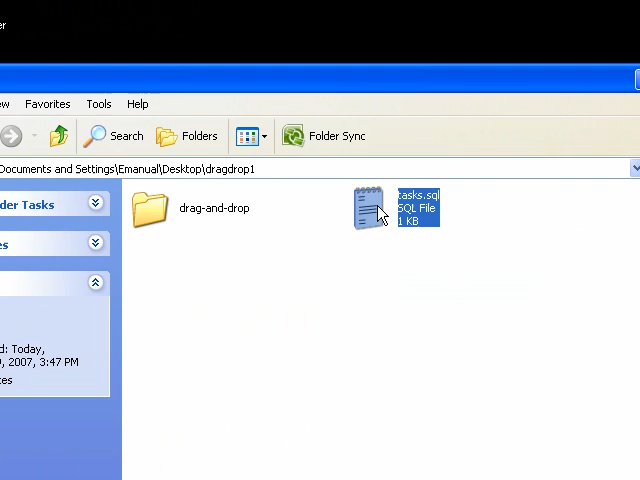 er
ew Favorites Tools Help
Search Folders Folder Sync
Documents and Settings\Emanual\Desktop\dragdrop1
der Tasks
drag-and-drop
tasks.sql
SQL File
1 KB
es
d: Today,
, 2007, 3:47 PM
tes